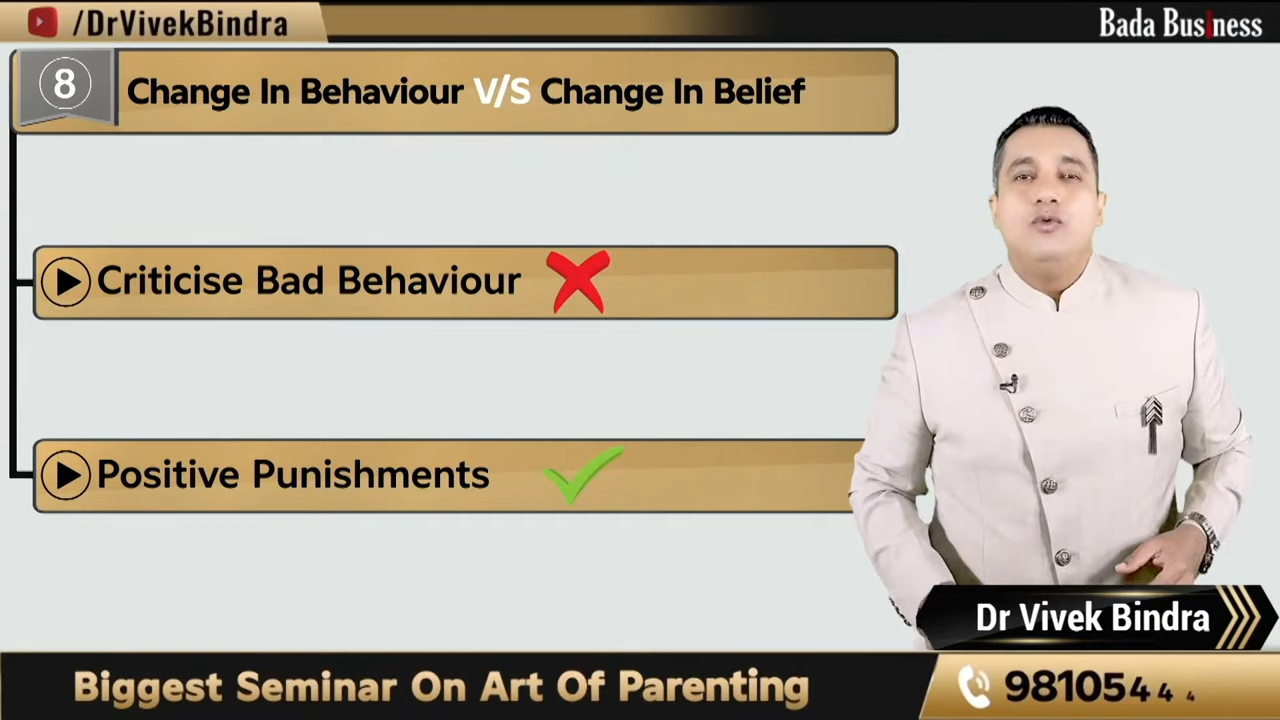 /DrVivekBindra
Bada Business
8
Change In Behaviour V/S Change In Belief
Criticise Bad Behaviour
Positive Punishments
Dr Vivek Bindra
Biggest Seminar On Art Of Parenting
98105444